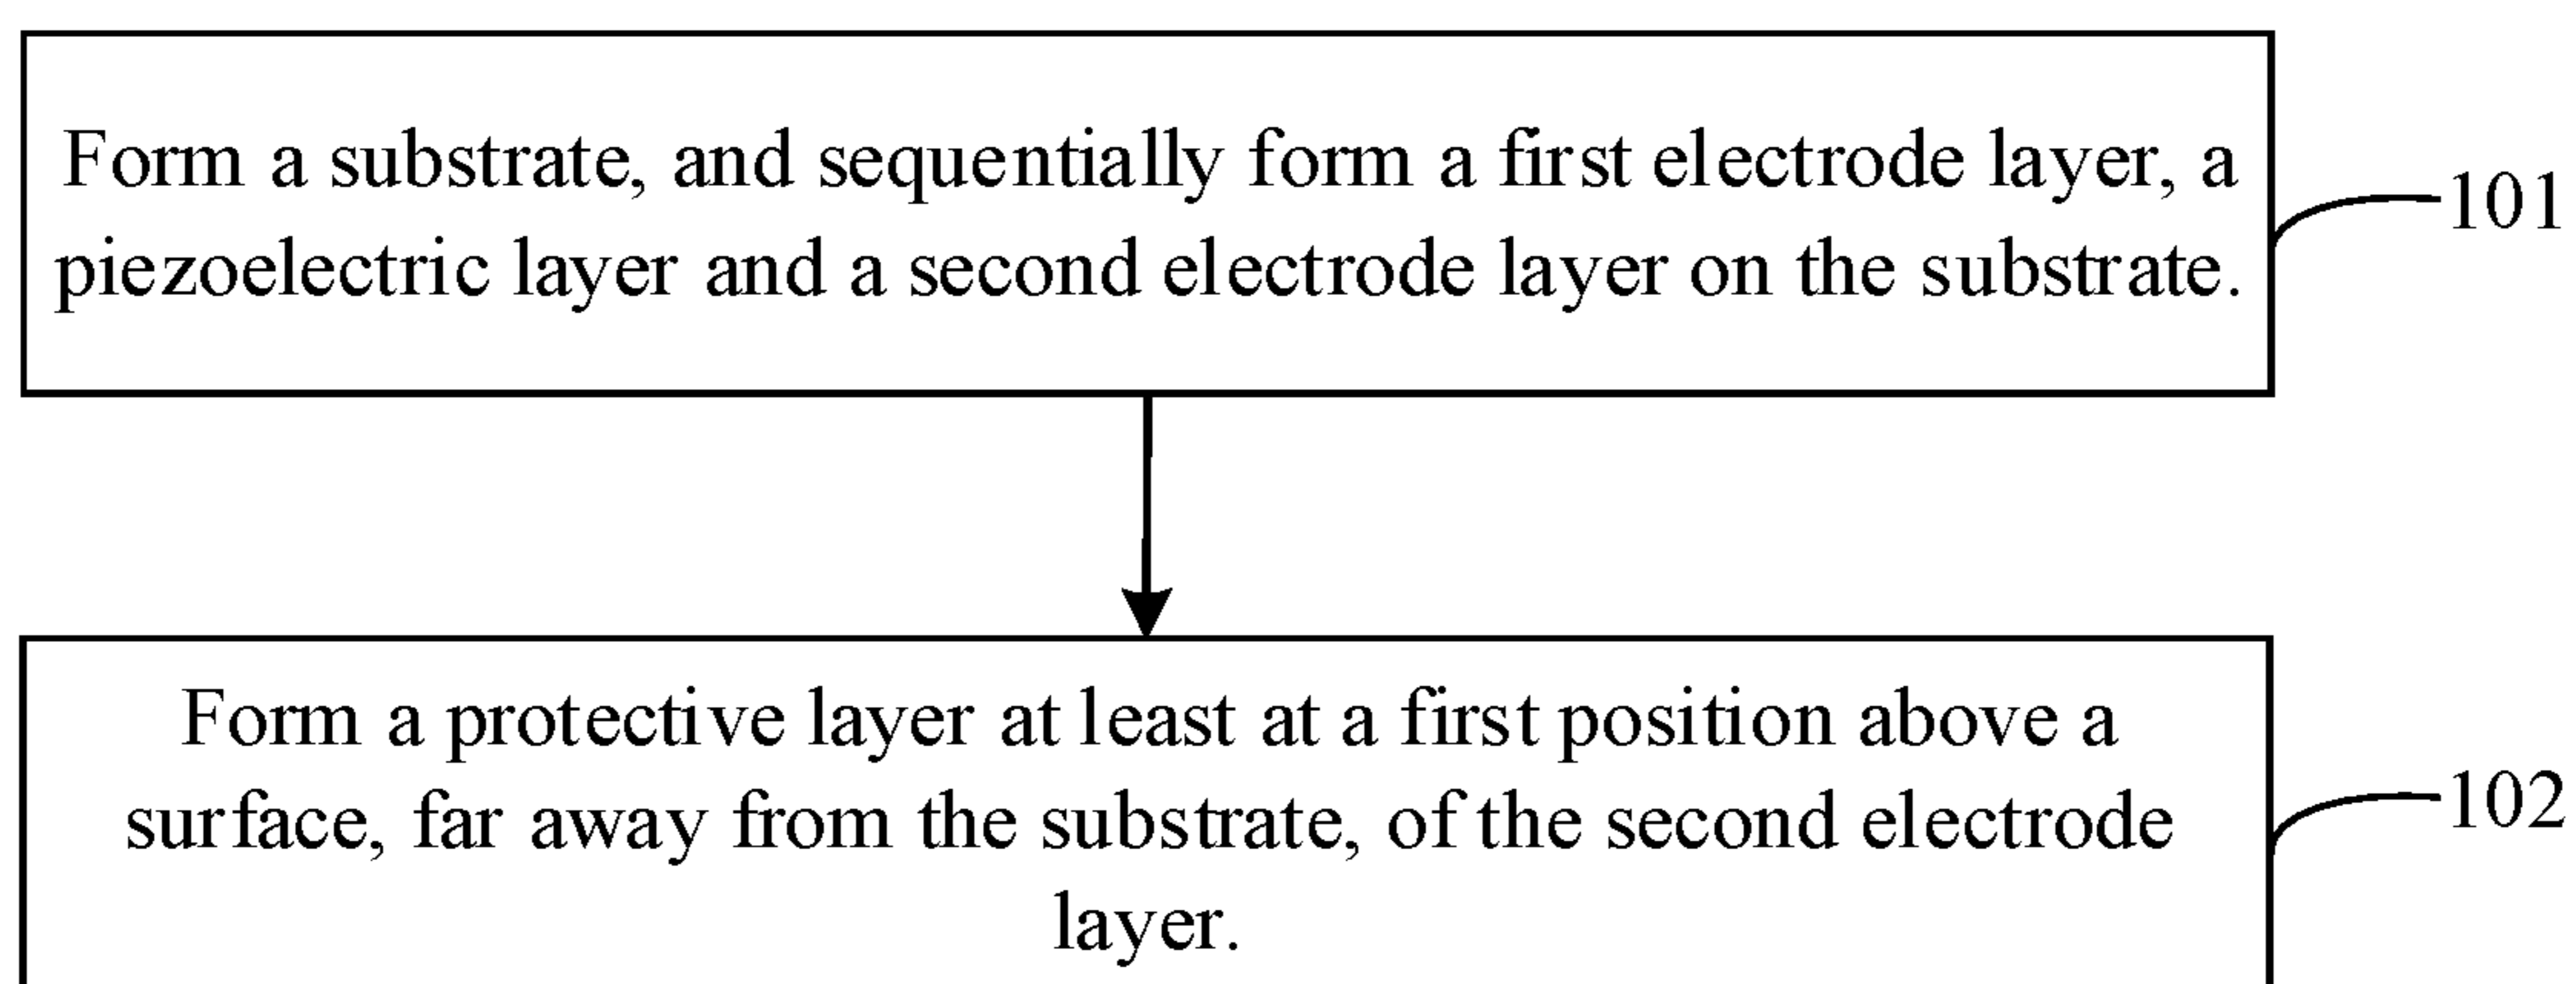 Form a substrate, and sequentially form a first electrode layer, a
piezoelectric layer and a second electrode layer on the substrate.
101
Form a protective layer at least at a first position above a
surface, far away from the substrate, of the second electrode
layer.
102